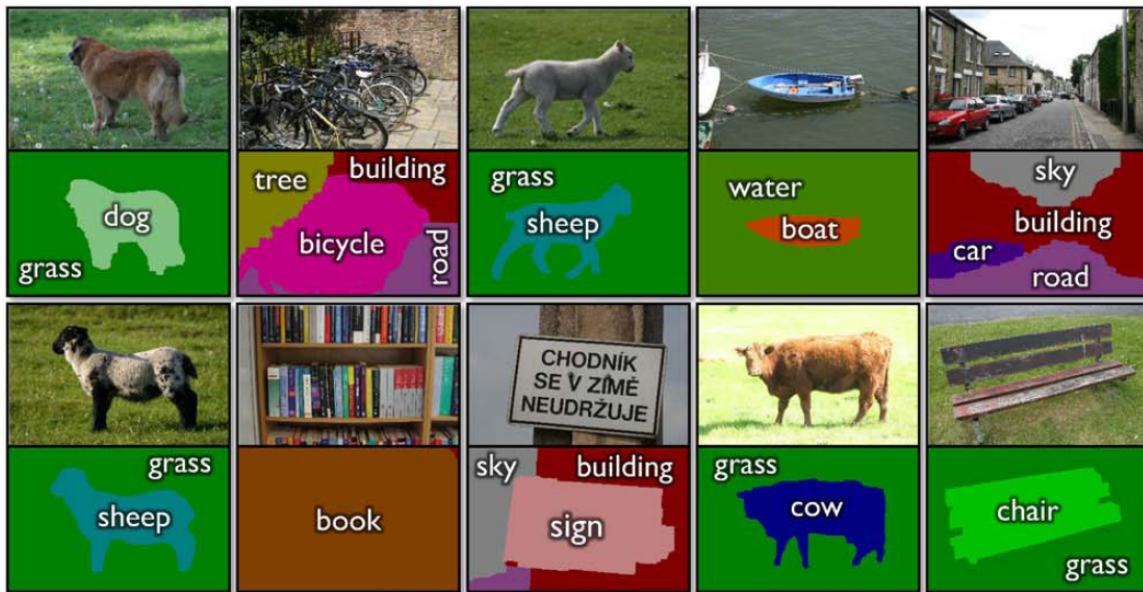 dog
grass
tree
building
bicycle
road
grass
sheep
water
boat
sky
building
car
road
grass
sheep
book
CHODNÍK
SE V ZÍMĚ
NEUDRŽUJE
sky
building
sign
grass
cow
chair
grass